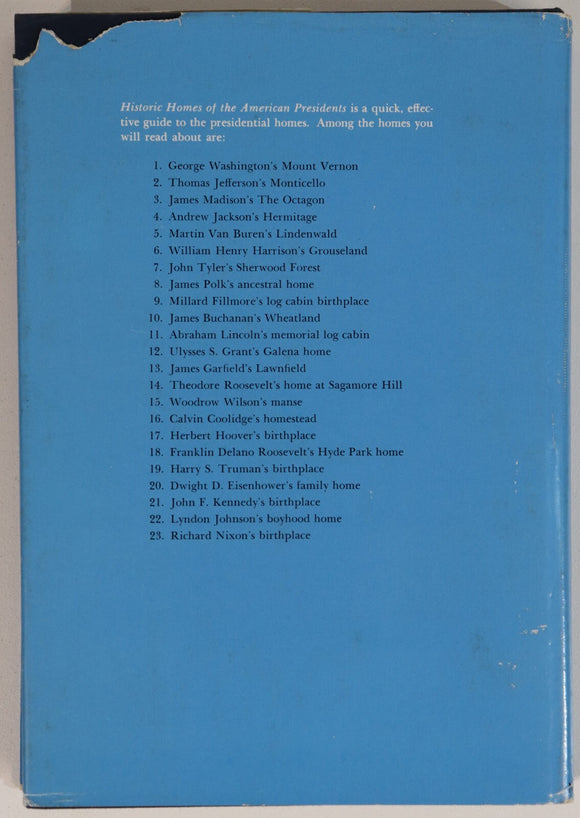 Historic Homes of the American Presidents is a quick, effec-
tive guide to the presidential homes. Among the homes you
will read about are:
1. George Washington's Mount Vernon
2. Thomas Jefferson's Monticello
3. James Madison's The Octagon
4. Andrew Jackson's Hermitage
5. Martin Van Buren's Lindenwald
6. William Henry Harrison's Grouseland
7. John Tyler's Sherwood Forest
8. James Polk's ancestral home
9. Millard Fillmore's log cabin birthplace
10. James Buchanan's Wheatland
11. Abraham Lincoln's memorial log cabin
12. Ulysses S. Grant's Galena home
13. James Garfield's Lawnfield
14. Theodore Roosevelt's home at Sagamore Hill
15. Woodrow Wilson's manse
16. Calvin Coolidge's homestead
17. Herbert Hoover's birthplace
18. Franklin Delano Roosevelt's Hyde Park home
19. Harry S. Truman's birthplace
20. Dwight D. Eisenhower's family home
21. John F. Kennedy's birthplace
22. Lyndon Johnson's boyhood home
23. Richard Nixon's birthplace